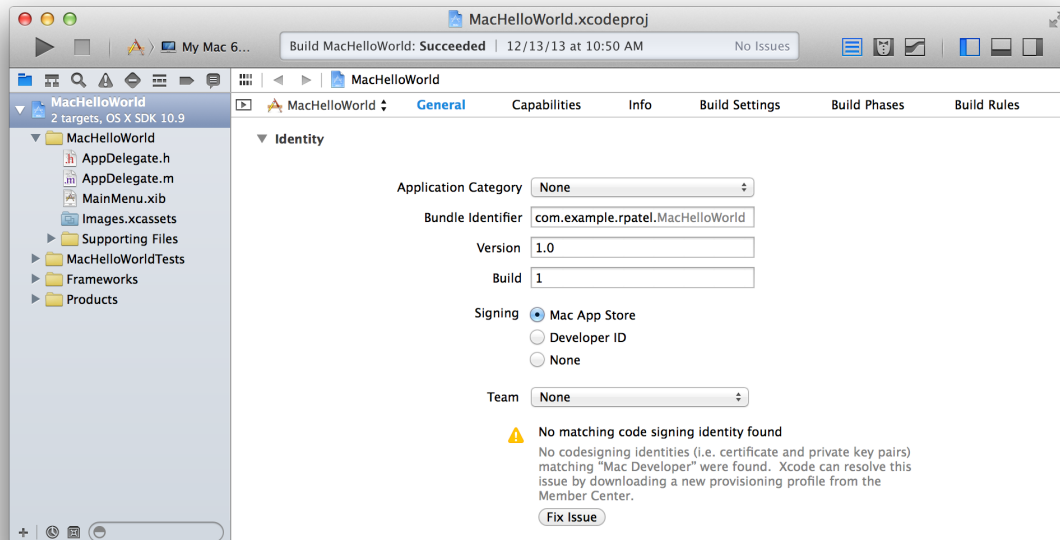 MacHelloWorld.xcodeproj
My Mac 6...
Build MacHelloWorld: Succeeded | 12/13/13 at 10:50 AM No Issues
MacHelloWorld
MacHelloWorld
2 targets, OS X SDK 10.9
MacHelloWorld General Capabilities Info Build Settings Build Phases Build Rules
MacHelloWorld
h AppDelegate.h
m AppDelegate.m
MainMenu.xib
Images.xcassets
Supporting Files
MacHelloWorldTests
Frameworks
Products
Identity
Application Category None
Bundle Identifier com.example.rpatel.MacHelloWorld
Version 1.0
Build 1
Signing Mac App Store
Developer ID
None
Team None
No matching code signing identity found
No codesigning identities (i.e. certificate and private key pairs)
matching “Mac Developer” were found. Xcode can resolve this
issue by downloading a new provisioning profile from the
Member Center.
Fix Issue